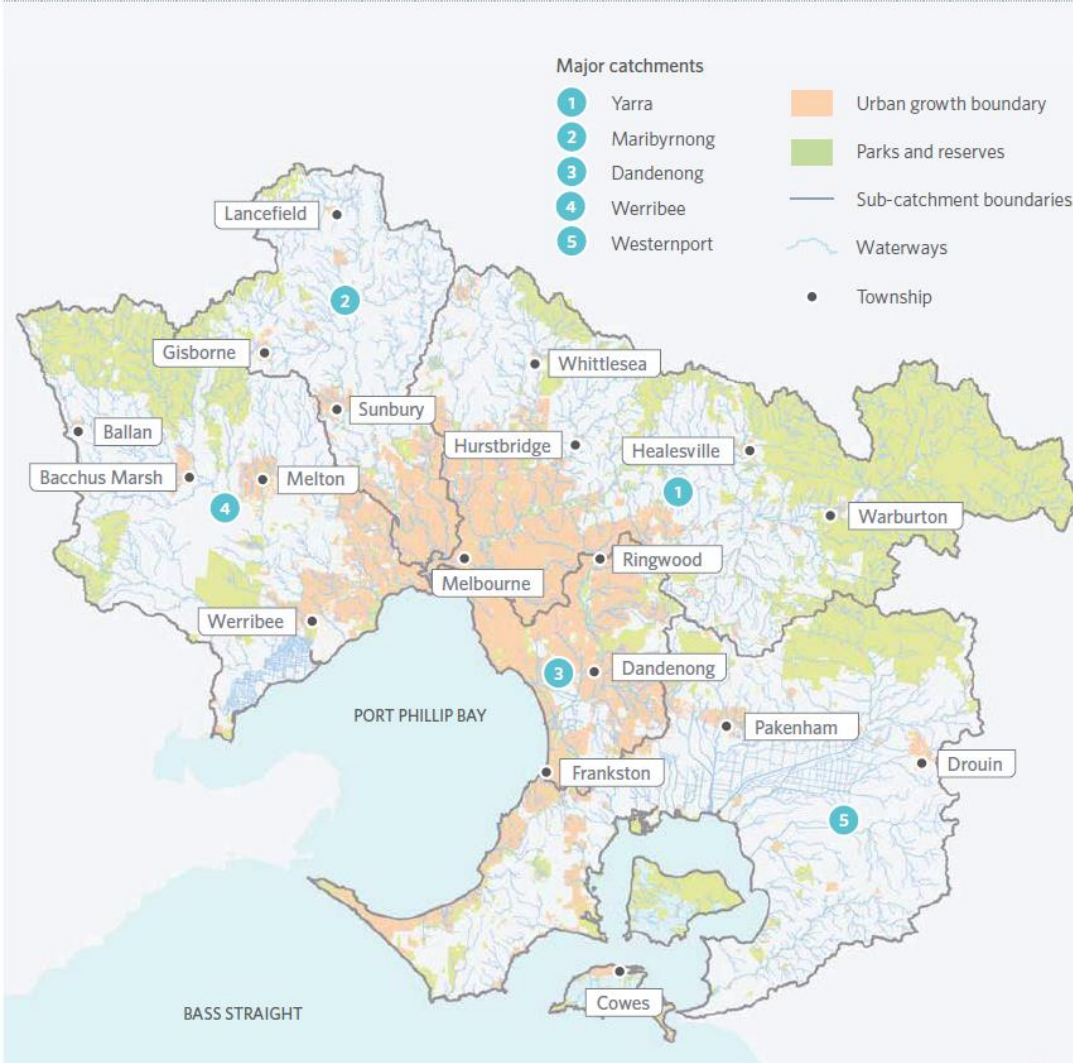 Major catchments
1 Yarra
2 Maribyrnong
3 Dandenong
4 Werribee
5 Westernport
Urban growth boundary
Parks and reserves
Sub-catchment boundaries
Waterways
Township
Lancefield
2
Gisborne
Whittlesea
Sunbury
Ballan
Hurstbridge
Healesville
Bacchus Marsh
Melton
1
4
Warburton
Ringwood
Melbourne
Werribee
3
Dandenong
PORT PHILLIP BAY
Pakenham
Drouin
Frankston
5
Cowes
BASS STRAIGHT